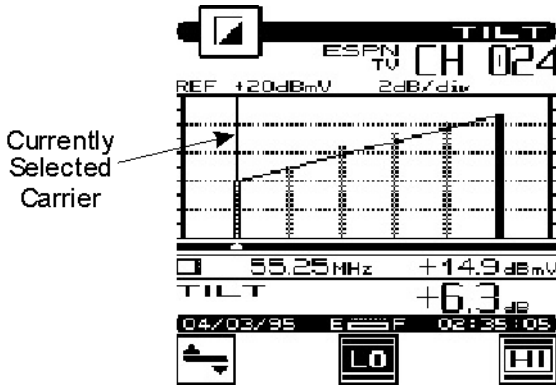 TILT
ESPN
TV
CH 024
REF +20dBmV 2dB/div
Currently
Selected
Carrier
55.25MHz +14.9dBmV
TILT +6.3dB
04/03/95 E F 02:35:05
LO HI